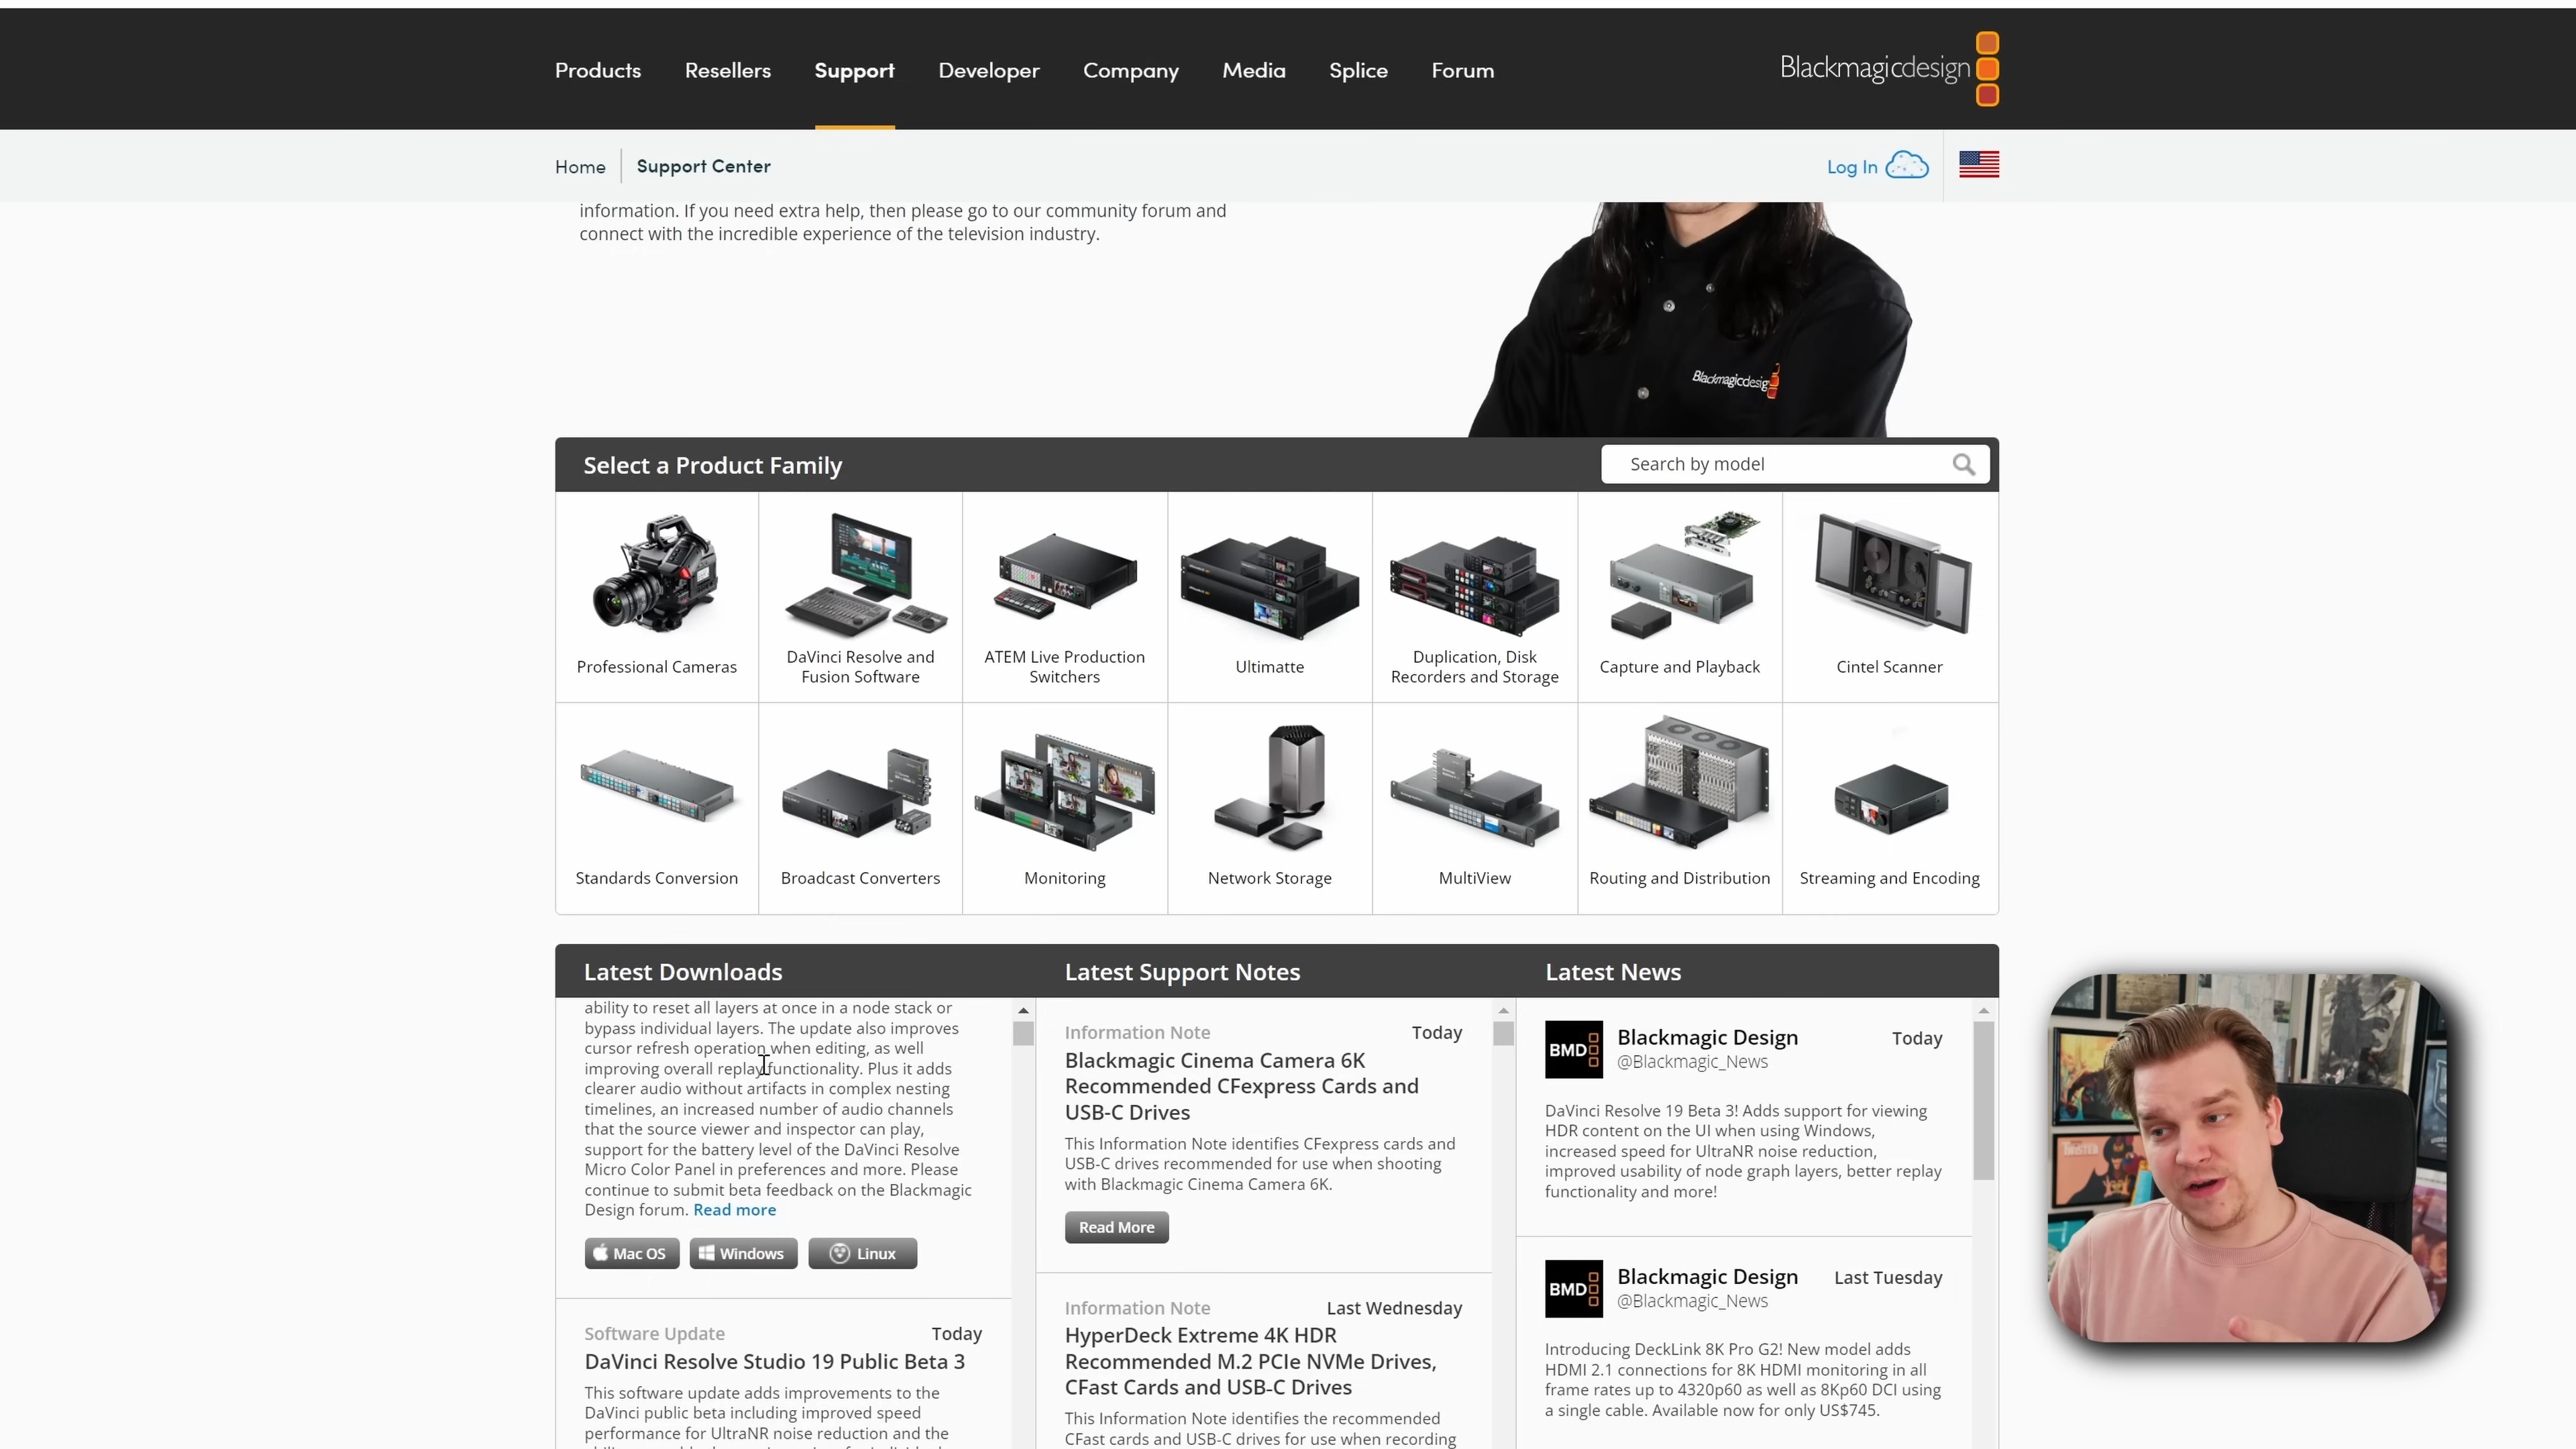 Products Resellers Support Developer Company Media Splice Forum
Blackmagicdesign
Home Support Center
Log In
information. If you need extra help, then please go to our community forum and
connect with the incredible experience of the television industry.
Blackmagicdesign
Select a Product Family
Search by model
Professional Cameras
DaVinci Resolve and
Fusion Software
ATEM Live Production
Switchers
Ultimatte
Duplication, Disk
Recorders and Storage
Capture and Playback
Cintel Scanner
Standards Conversion
Broadcast Converters
Monitoring
Network Storage
MultiView
Routing and Distribution
Streaming and Encoding
Latest Downloads
ability to reset all layers at once in a node stack or
bypass individual layers. The update also improves
cursor refresh operation when editing, as well
improving overall replay functionality. Plus it adds
clearer audio without artifacts in complex nesting
timelines, an increased number of audio channels
that the source viewer and inspector can play,
support for the battery level of the DaVinci Resolve
Micro Color Panel in preferences and more. Please
continue to submit beta feedback on the Blackmagic
Design forum. Read more
Mac OS Windows Linux
Software Update Today
DaVinci Resolve Studio 19 Public Beta 3
This software update adds improvements to the
DaVinci public beta including improved speed
performance for UltraNR noise reduction and the
Latest Support Notes
Information Note Today
Blackmagic Cinema Camera 6K
Recommended CFexpress Cards and
USB-C Drives
This Information Note identifies CFexpress cards and
USB-C drives recommended for use when shooting
with Blackmagic Cinema Camera 6K.
Read More
Information Note Last Wednesday
HyperDeck Extreme 4K HDR
Recommended M.2 PCIe NVMe Drives,
CFast Cards and USB-C Drives
This Information Note identifies the recommended
CFast cards and USB-C drives for use when recording
Latest News
BMD
Blackmagic Design Today
@Blackmagic_News
DaVinci Resolve 19 Beta 3! Adds support for viewing
HDR content on the UI when using Windows,
increased speed for UltraNR noise reduction,
improved usability of node graph layers, better replay
functionality and more!
BMD
Blackmagic Design Last Tuesday
@Blackmagic_News
Introducing DeckLink 8K Pro G2! New model adds
HDMI 2.1 connections for 8K HDMI monitoring in all
frame rates up to 4320p60 as well as 8Kp60 DCI using
a single cable. Available now for only US$745.